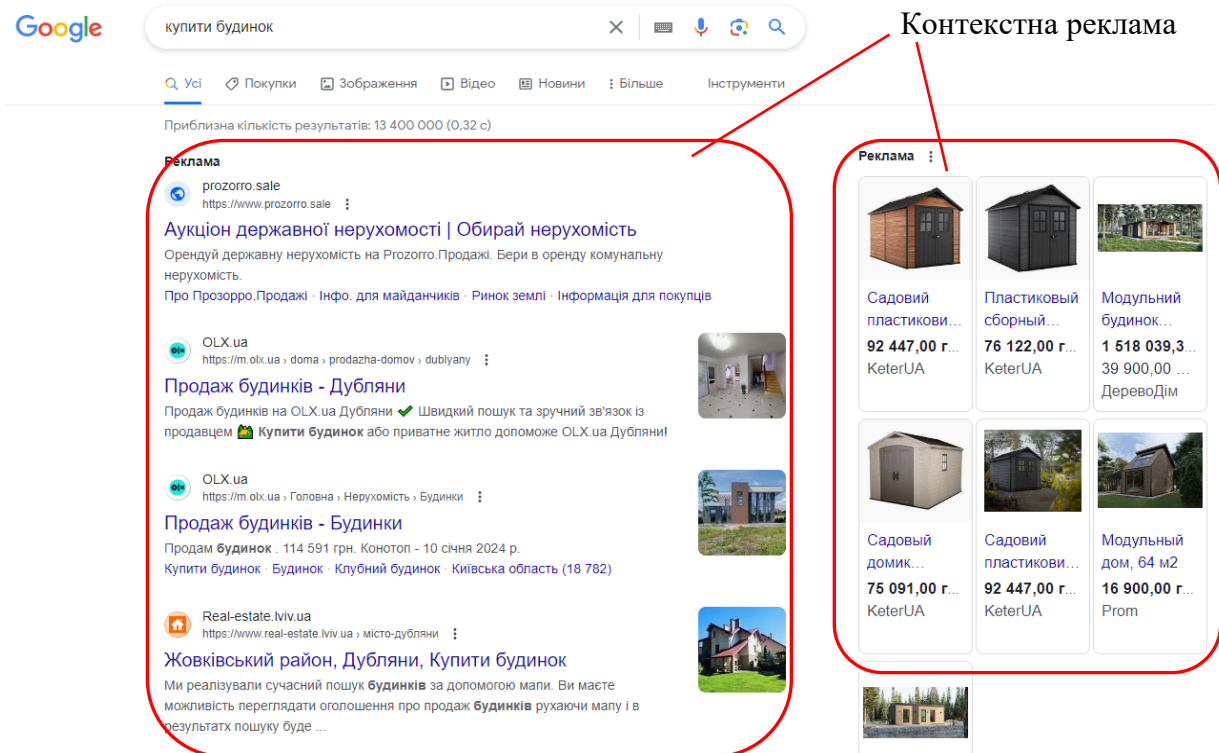 Google
купити будинок
Контекстна реклама
Усі Покупки Зображення Відео Новини Більше Інструменти
Приблизна кількість результатів: 13 400 000 (0,32 с)
Реклама
prozorro.sale
https://www.prozorro.sale
Аукціон державної нерухомості | Обирай нерухомість
Орендуй державну нерухомість на Prozorro.Продажі. Бери в оренду комунальну
нерухомість.
Про Прозорро.Продажі · Інфо. для майданчиків · Ринок землі · Інформація для покупців
OLX.ua
https://m.olx.ua › doma › prodazha-domov › dublyany
Продаж будинків - Дубляни
Продаж будинків на OLX.ua Дубляни ✔ Швидкий пошук та зручний зв'язок із
продавцем Купити будинок або приватне житло допоможе OLX.ua Дубляни!
OLX.ua
https://m.olx.ua › Головна › Нерухомість › Будинки
Продаж будинків - Будинки
Продам будинок . 114 591 грн. Конотоп - 10 січня 2024 р.
Купити будинок · Будинок · Клубний будинок · Київська область (18 782)
Real-estate.lviv.ua
https://www.real-estate.lviv.ua › місто-дубляни
Жовківський район, Дубляни, Купити будинок
Ми реалізували сучасний пошук будинків за допомогою мапи. Ви маєте
можливість переглядати оголошення про продаж будинків рухаючи мапу і в
результатх пошуку буде ...
Реклама
Садовий
пластикови...
92 447,00 г...
KeterUA
Пластиковый
сборный...
76 122,00 г...
KeterUA
Модульний
будинок...
1 518 039,3...
39 900,00 ...
ДеревоДім
Садовый
домик...
75 091,00 г...
KeterUA
Садовий
пластикови...
92 447,00 г...
KeterUA
Модульный
дом, 64 м2
16 900,00 г...
Prom